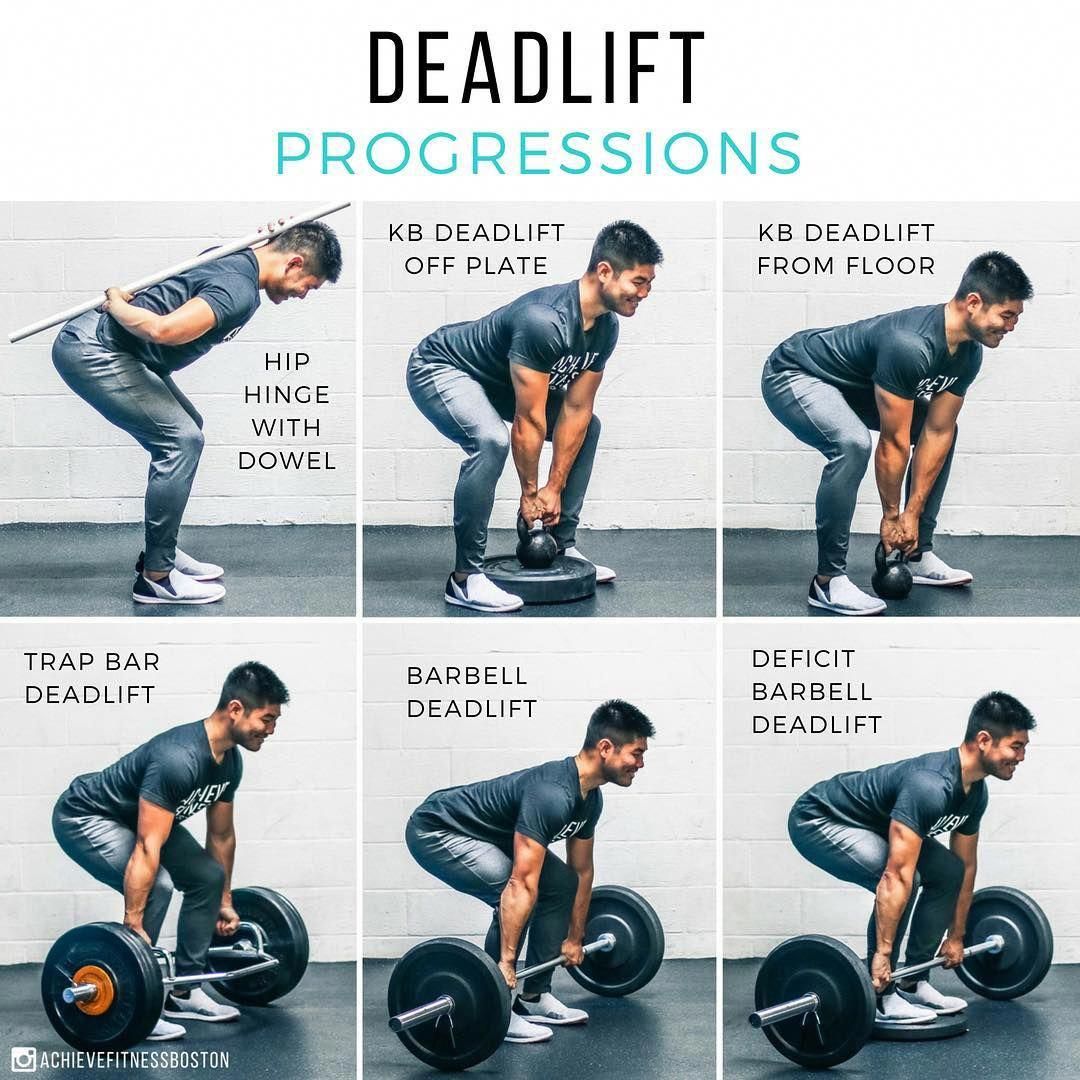 DEADLIFT
PROGRESSIONS
HIP
HINGE
WITH
DOWEL
KB DEADLIFT
OFF PLATE
KB DEADLIFT
FROM FLOOR
TRAP BAR
DEADLIFT
BARBELL
DEADLIFT
DEFICIT
BARBELL
DEADLIFT
ACHIEVEFITNESSBOSTON